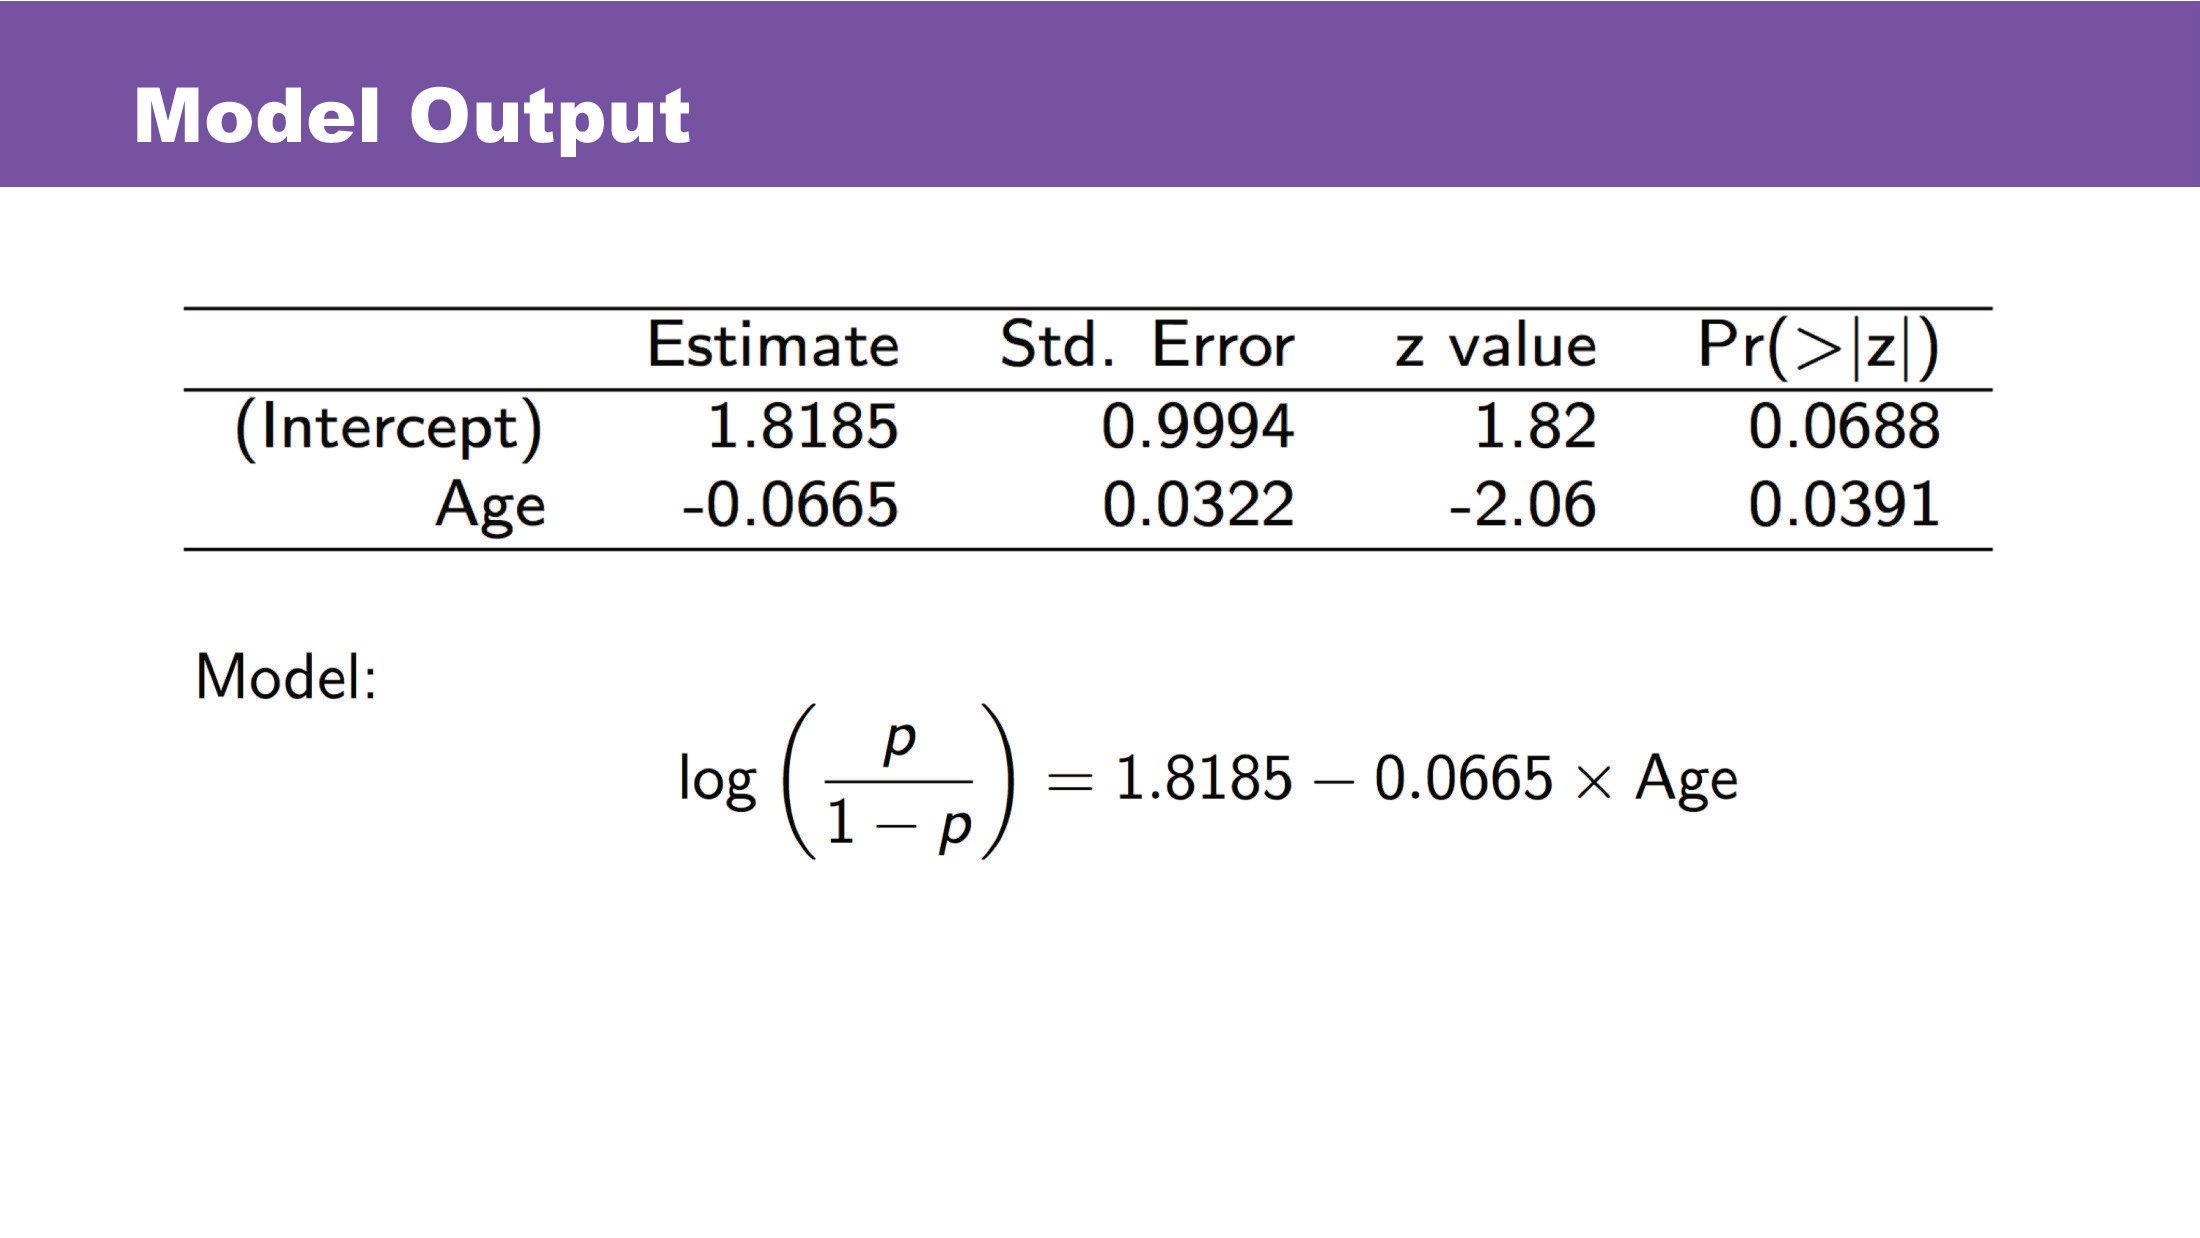 Model Output
Estimate Std. Error z value Pr(>|z|)
(Intercept) 1.8185 0.9994 1.82 0.0688
Age -0.0665 0.0322 -2.06 0.0391
Model:
log ( p / 1 − p ) = 1.8185 − 0.0665 × Age